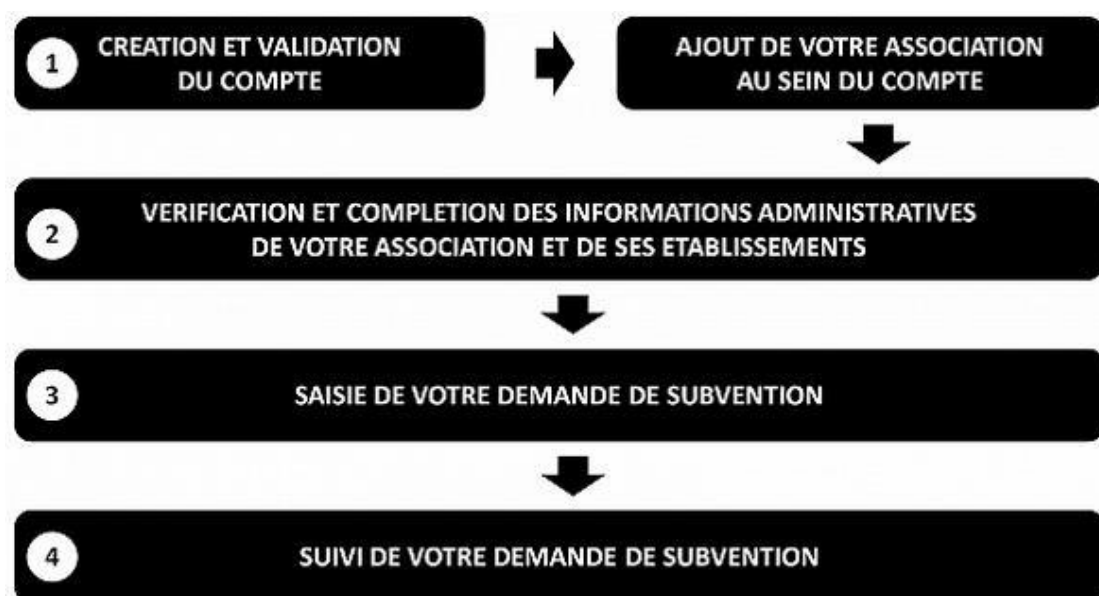 1
CREATION ET VALIDATION
DU COMPTE
AJOUT DE VOTRE ASSOCIATION
AU SEIN DU COMPTE
2
VERIFICATION ET COMPLETION DES INFORMATIONS ADMINISTRATIVES
DE VOTRE ASSOCIATION ET DE SES ETABLISSEMENTS
3
SAISIE DE VOTRE DEMANDE DE SUBVENTION
4
SUIVI DE VOTRE DEMANDE DE SUBVENTION